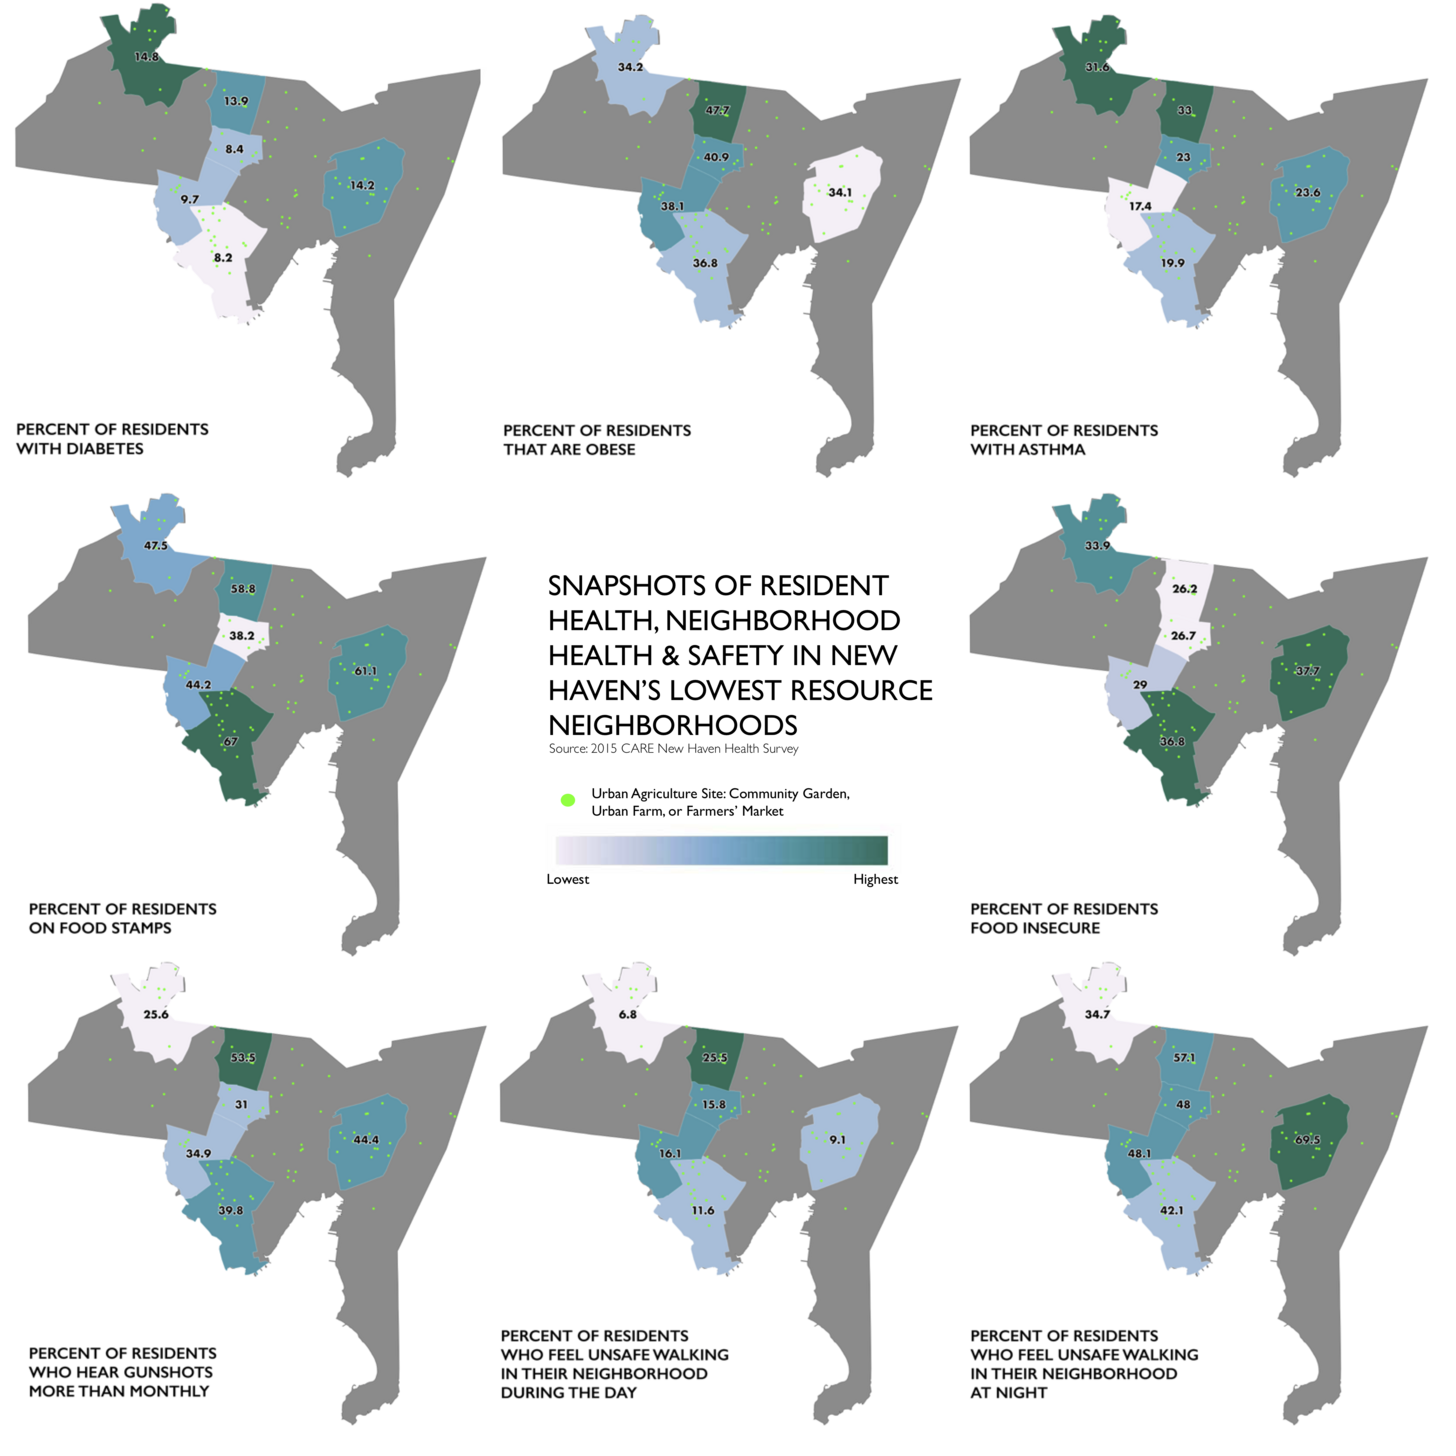 14.8
13.9
8.4
9.7
14.2
8.2
PERCENT OF RESIDENTS
WITH DIABETES
34.2
47.7
40.9
38.1
34.1
36.8
PERCENT OF RESIDENTS
THAT ARE OBESE
31.6
33
23
17.4
23.6
19.9
PERCENT OF RESIDENTS
WITH ASTHMA
47.5
58.8
38.2
44.2
61.1
67
PERCENT OF RESIDENTS
ON FOOD STAMPS
SNAPSHOTS OF RESIDENT
HEALTH, NEIGHBORHOOD
HEALTH & SAFETY IN NEW
HAVEN'S LOWEST RESOURCE
NEIGHBORHOODS
Source: 2015 CARE New Haven Health Survey
Urban Agriculture Site: Community Garden,
Urban Farm, or Farmers' Market
Lowest Highest
33.9
26.2
26.7
29
37.7
36.8
PERCENT OF RESIDENTS
FOOD INSECURE
25.6
53.5
31
34.9
44.4
39.8
PERCENT OF RESIDENTS
WHO HEAR GUNSHOTS
MORE THAN MONTHLY
6.8
25.5
15.8
16.1
9.1
11.6
PERCENT OF RESIDENTS
WHO FEEL UNSAFE WALKING
IN THEIR NEIGHBORHOOD
DURING THE DAY
34.7
57.1
48
48.1
69.5
42.1
PERCENT OF RESIDENTS
WHO FEEL UNSAFE WALKING
IN THEIR NEIGHBORHOOD
AT NIGHT